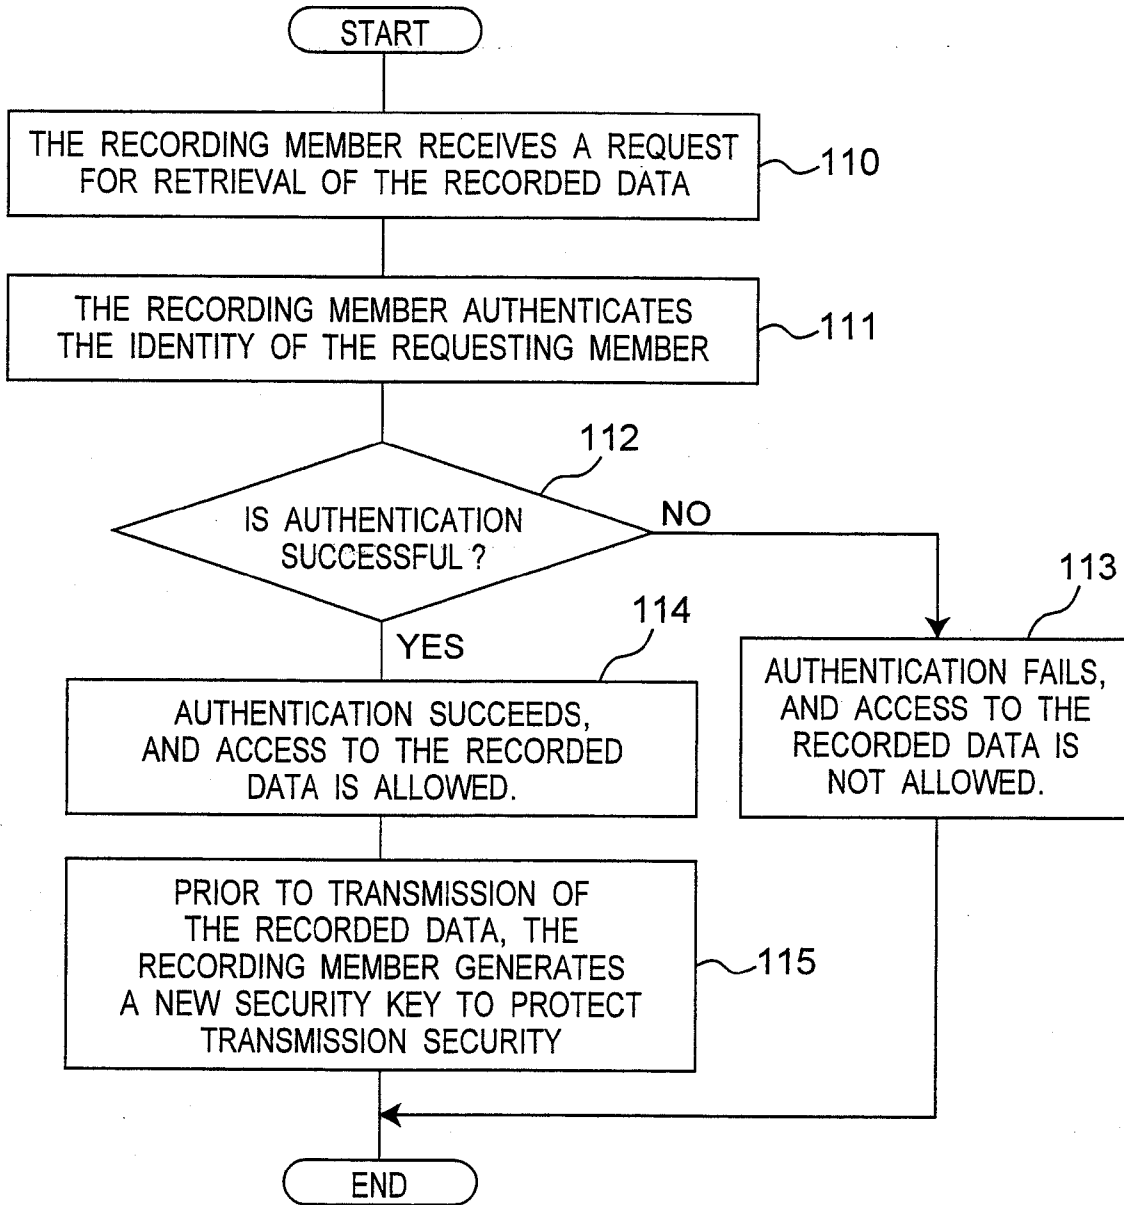 START
THE RECORDING MEMBER RECEIVES A REQUEST
FOR RETRIEVAL OF THE RECORDED DATA
110
THE RECORDING MEMBER AUTHENTICATES
THE IDENTITY OF THE REQUESTING MEMBER
111
112
IS AUTHENTICATION
SUCCESSFUL ?
NO
YES
113
AUTHENTICATION FAILS,
AND ACCESS TO THE
RECORDED DATA IS
NOT ALLOWED.
114
AUTHENTICATION SUCCEEDS,
AND ACCESS TO THE RECORDED
DATA IS ALLOWED.
PRIOR TO TRANSMISSION OF
THE RECORDED DATA, THE
RECORDING MEMBER GENERATES
A NEW SECURITY KEY TO PROTECT
TRANSMISSION SECURITY
115
END